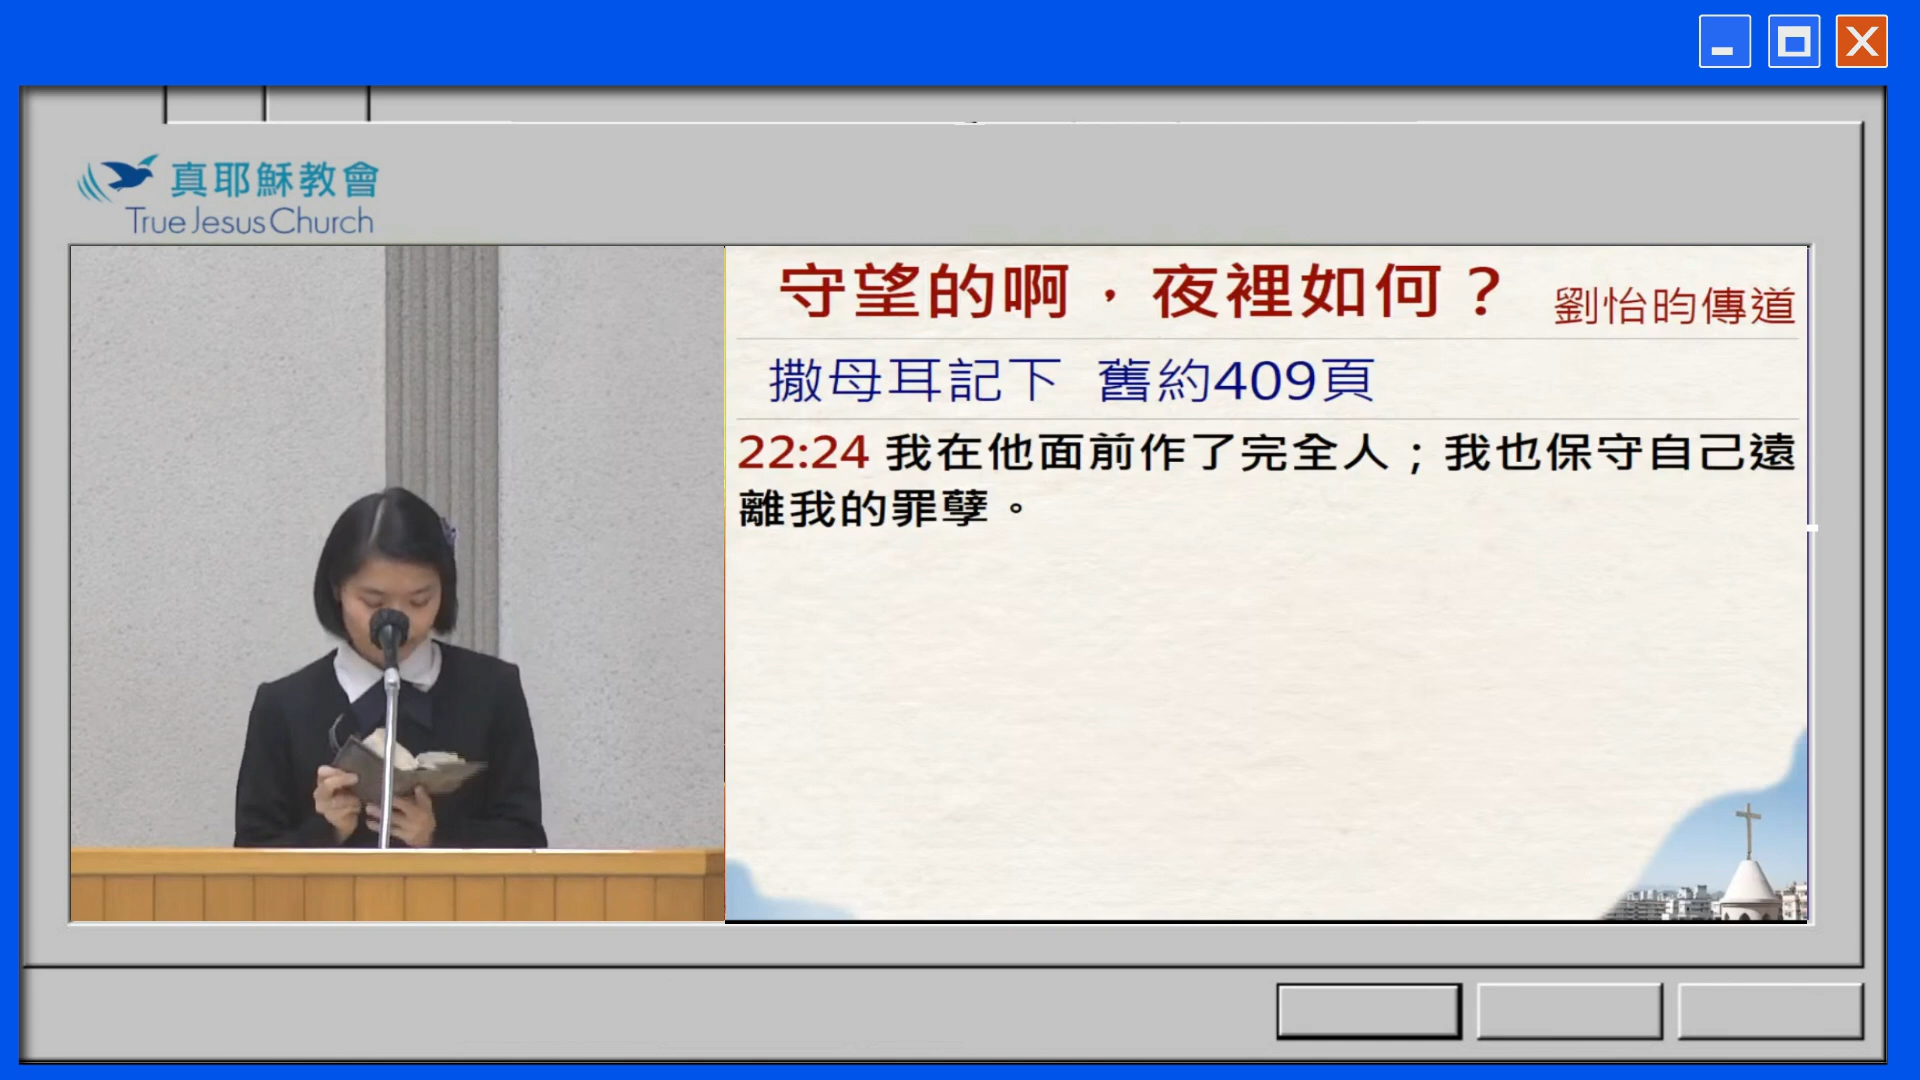 真耶穌教會
True Jesus Church
守望的啊，夜裡如何？
劉怡昀傳道
撒母耳記下 舊約409頁
22:24 我在他面前作了完全人；我也保守自己遠
離我的罪孽。